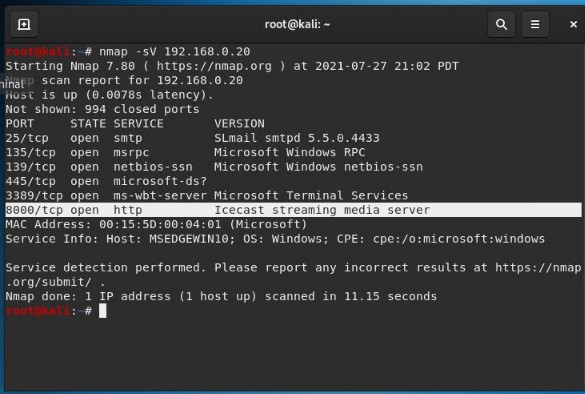 root@kali: ~
root@kali:~# nmap -sV 192.168.0.20
Starting Nmap 7.80 ( https://nmap.org ) at 2021-07-27 21:02 PDT
Nmap scan report for 192.168.0.20
Host is up (0.0078s latency).
Not shown: 994 closed ports
PORT     STATE SERVICE       VERSION
25/tcp   open  smtp          SLmail smtpd 5.5.0.4433
135/tcp  open  msrpc         Microsoft Windows RPC
139/tcp  open  netbios-ssn   Microsoft Windows netbios-ssn
445/tcp  open  microsoft-ds?
3389/tcp open  ms-wbt-server Microsoft Terminal Services
8000/tcp open  http          Icecast streaming media server
MAC Address: 00:15:5D:00:04:01 (Microsoft)
Service Info: Host: MSEDGEWIN10; OS: Windows; CPE: cpe:/o:microsoft:windows
Service detection performed. Please report any incorrect results at https://nmap
.org/submit/ .
Nmap done: 1 IP address (1 host up) scanned in 11.15 seconds
root@kali:~#